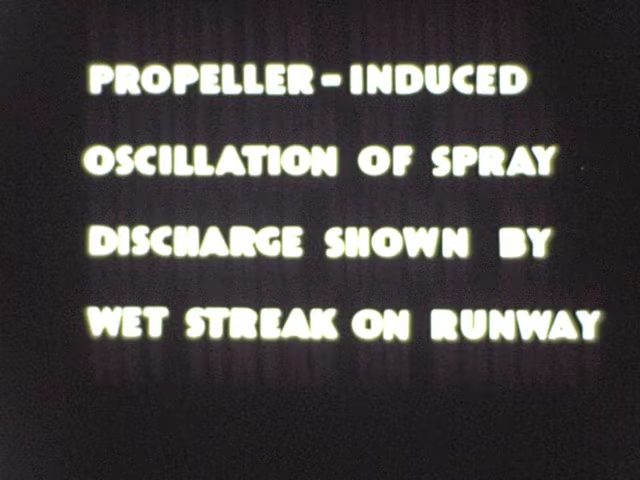 PROPELLER-INDUCED
OSCILLATION OF SPRAY
DISCHARGE SHOWN BY
WET STREAK ON RUNWAY